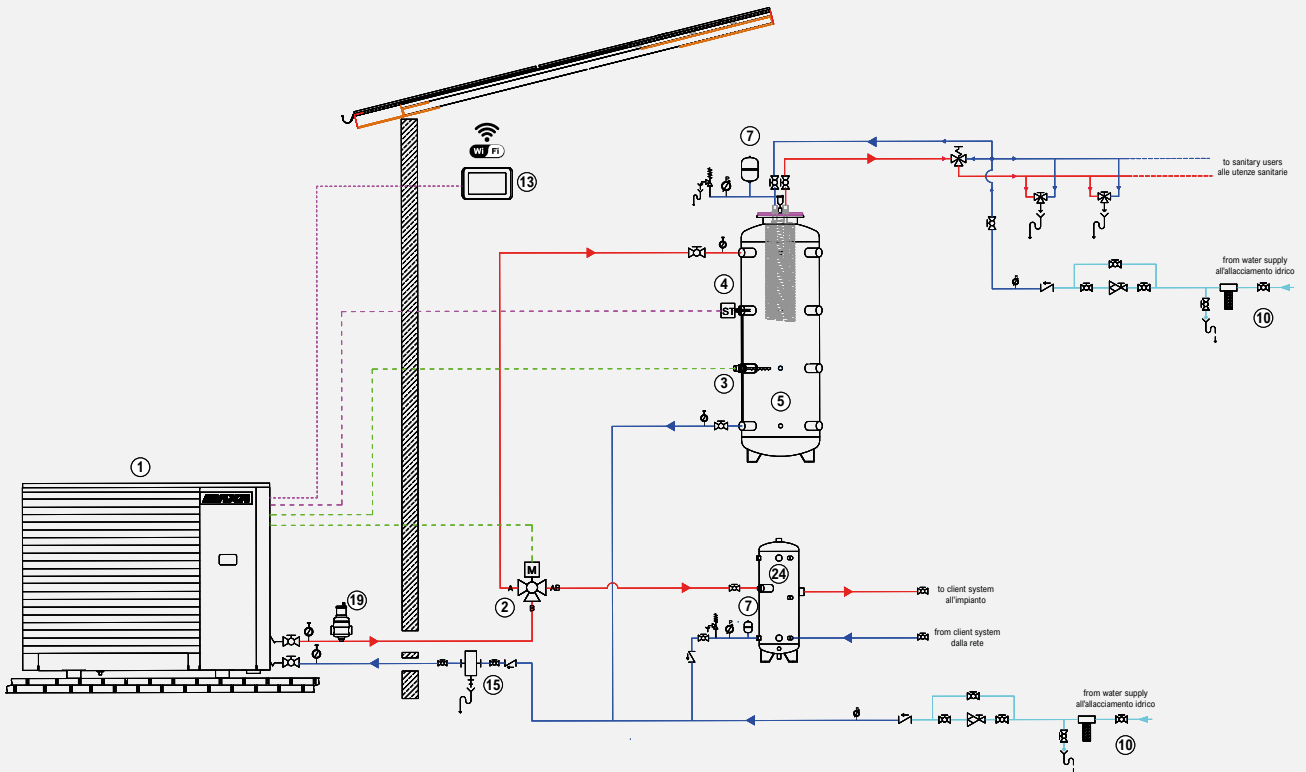 Wi Fi
13
7
to sanitary users
alle utenze sanitarie
from water supply
all'allacciamento idrico
10
4
ST
3
5
1
M
A
AB
2
B
19
24
7
to client system
all'impianto
from client system
dalla rete
15
from water supply
all'allacciamento idrico
10